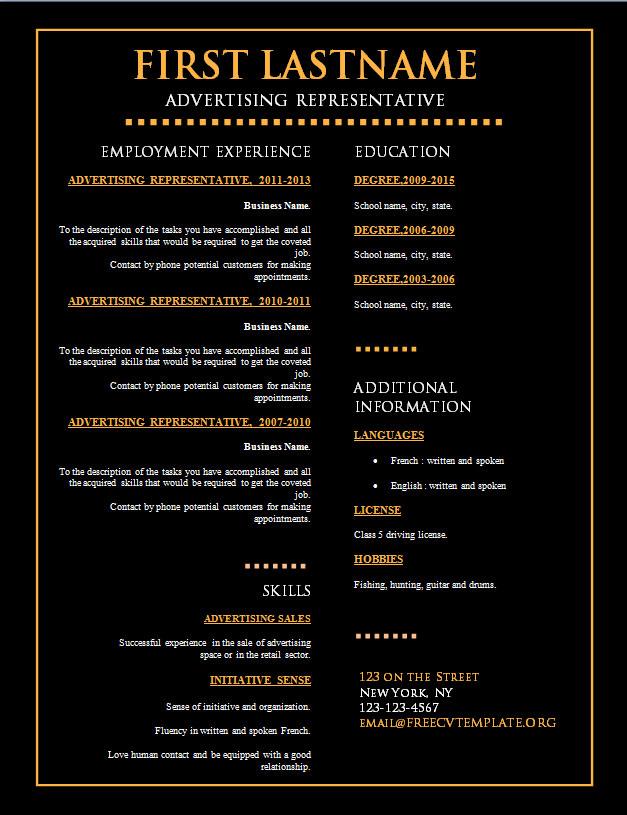 FIRST LASTNAME
ADVERTISING REPRESENTATIVE
EMPLOYMENT EXPERIENCE
ADVERTISING REPRESENTATIVE, 2011-2013
Business Name.
To the description of the tasks you have accomplished and all
the acquired skills that would be required to get the coveted
job.
Contact by phone potential customers for making
appointments.
ADVERTISING REPRESENTATIVE, 2010-2011
Business Name.
To the description of the tasks you have accomplished and all
the acquired skills that would be required to get the coveted
job.
Contact by phone potential customers for making
appointments.
ADVERTISING REPRESENTATIVE, 2007-2010
Business Name.
To the description of the tasks you have accomplished and all
the acquired skills that would be required to get the coveted
job.
Contact by phone potential customers for making
appointments.
SKILLS
ADVERTISING SALES
Successful experience in the sale of advertising
space or in the retail sector.
INITIATIVE SENSE
Sense of initiative and organization.
Fluency in written and spoken French.
Love human contact and be equipped with a good
relationship.
EDUCATION
DEGREE,2009-2015
School name, city, state.
DEGREE,2006-2009
School name, city, state.
DEGREE,2003-2006
School name, city, state.
ADDITIONAL
INFORMATION
LANGUAGES
• French : written and spoken
• English : written and spoken
LICENSE
Class 5 driving license.
HOBBIES
Fishing, hunting, guitar and drums.
123 ON THE STREET
NEW YORK, NY
123-123-4567
EMAIL@FREECVTEMPLATE.ORG